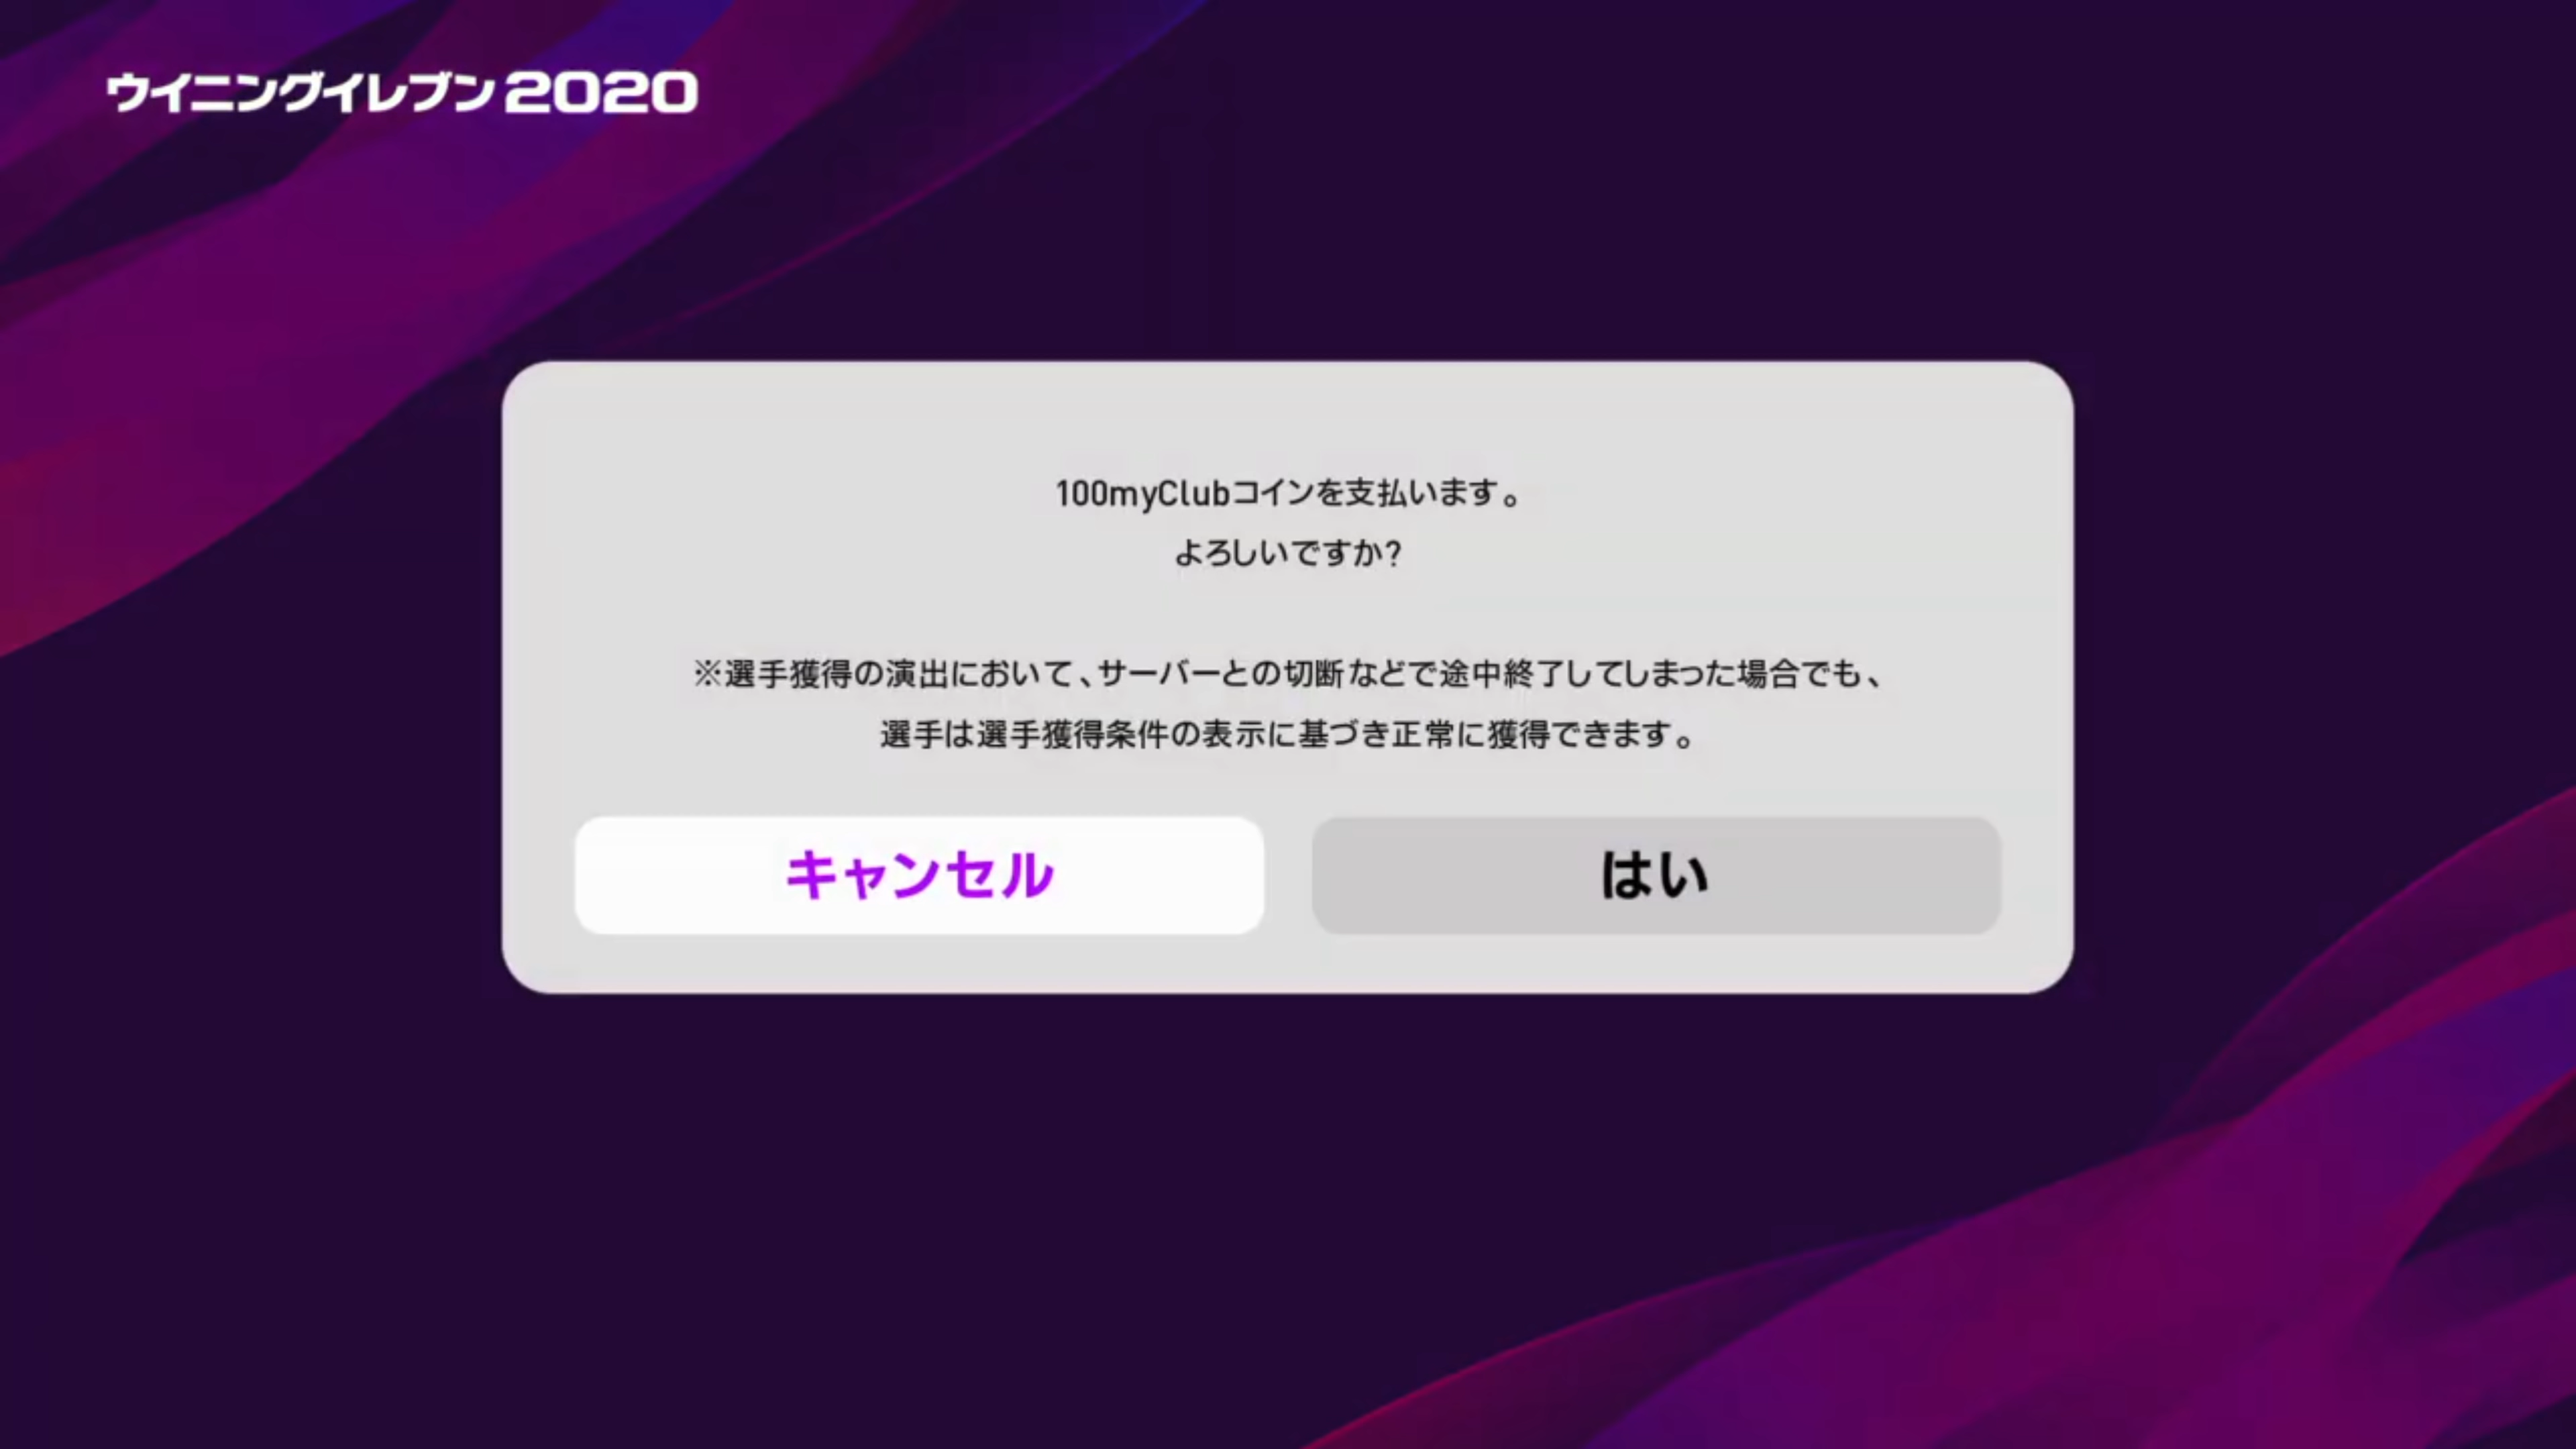 ウイニングイレブン2020
100myClubコインを支払います。
よろしいですか?
※選手獲得の演出において、サーバーとの切断などで途中終了してしまった場合でも、
選手は選手獲得条件の表示に基づき正常に獲得できます。
キャンセル
はい